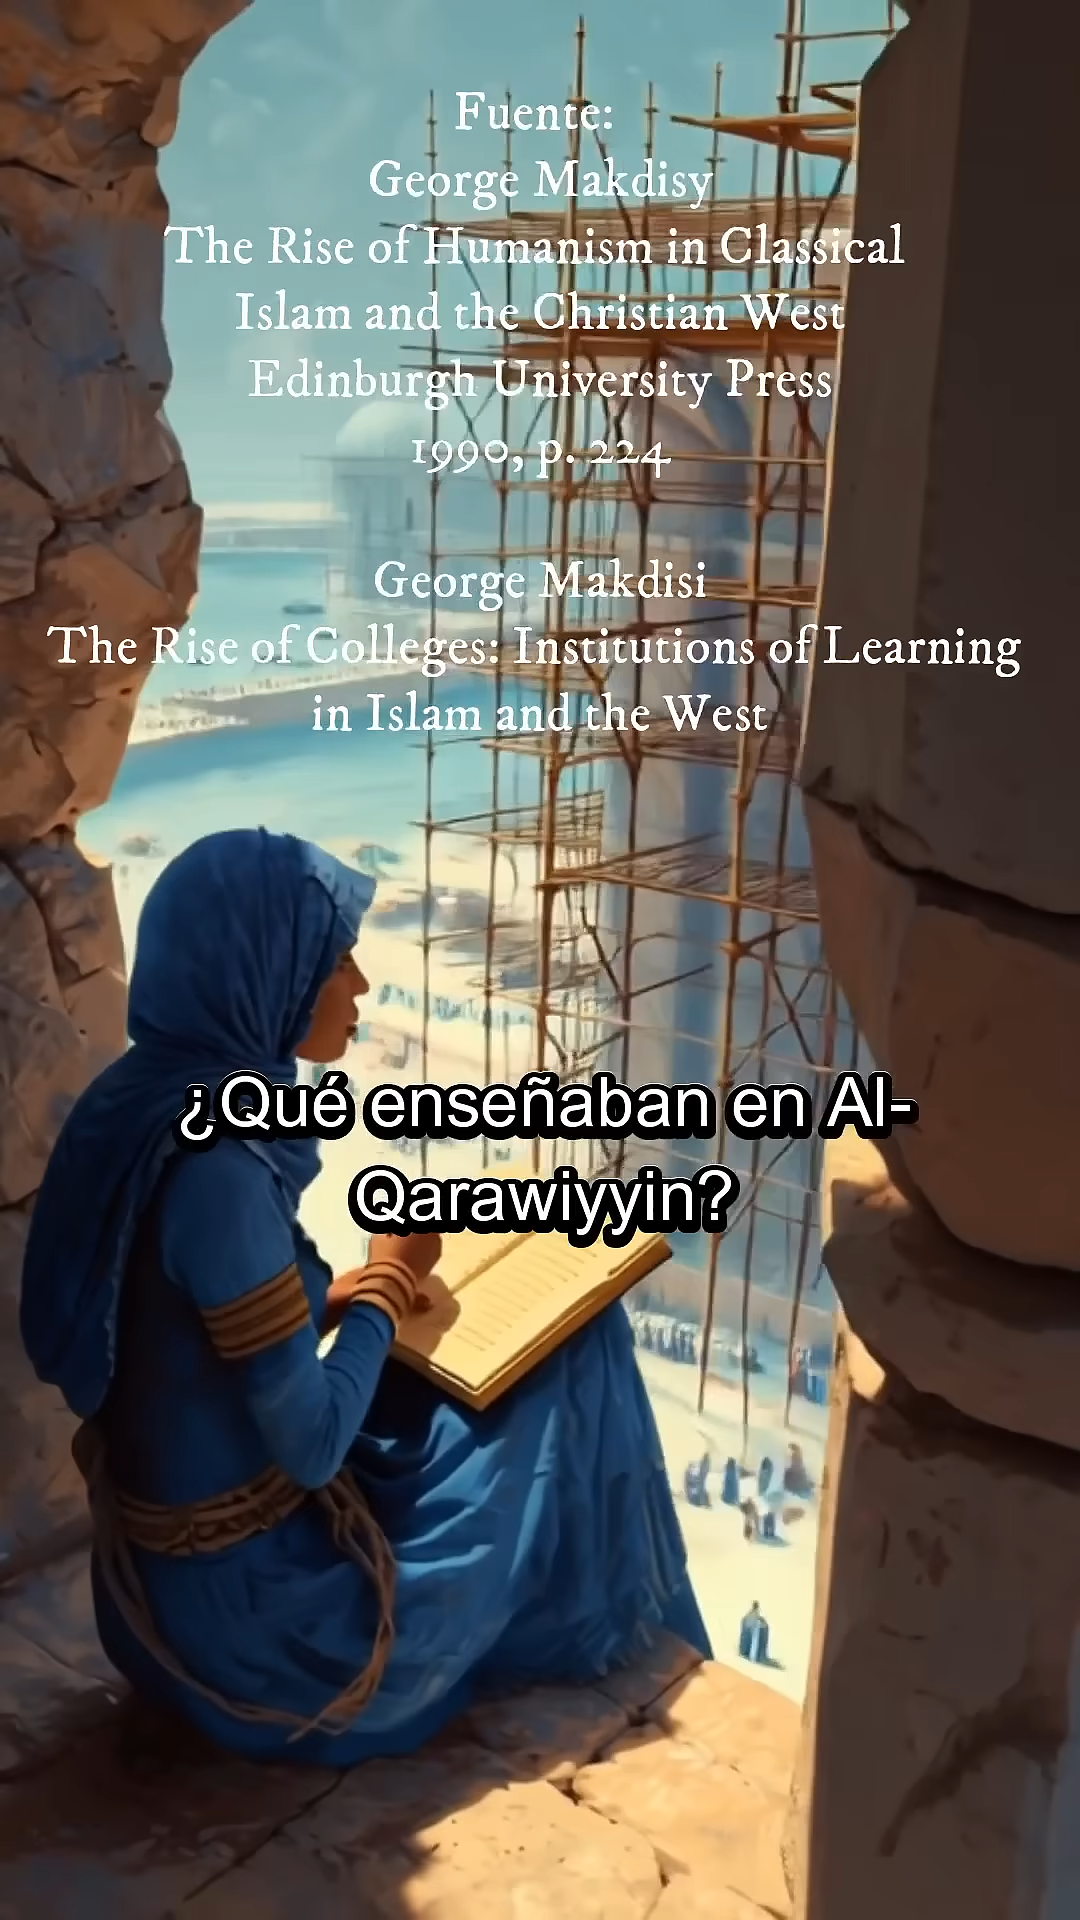 Fuente:
George Makdisy
The Rise of Humanism in Classical
Islam and the Christian West
Edinburgh University Press
1990, p. 224
George Makdisi
The Rise of Colleges: Institutions of Learning
in Islam and the West
¿Qué enseñaban en Al-
Qarawiyyin?